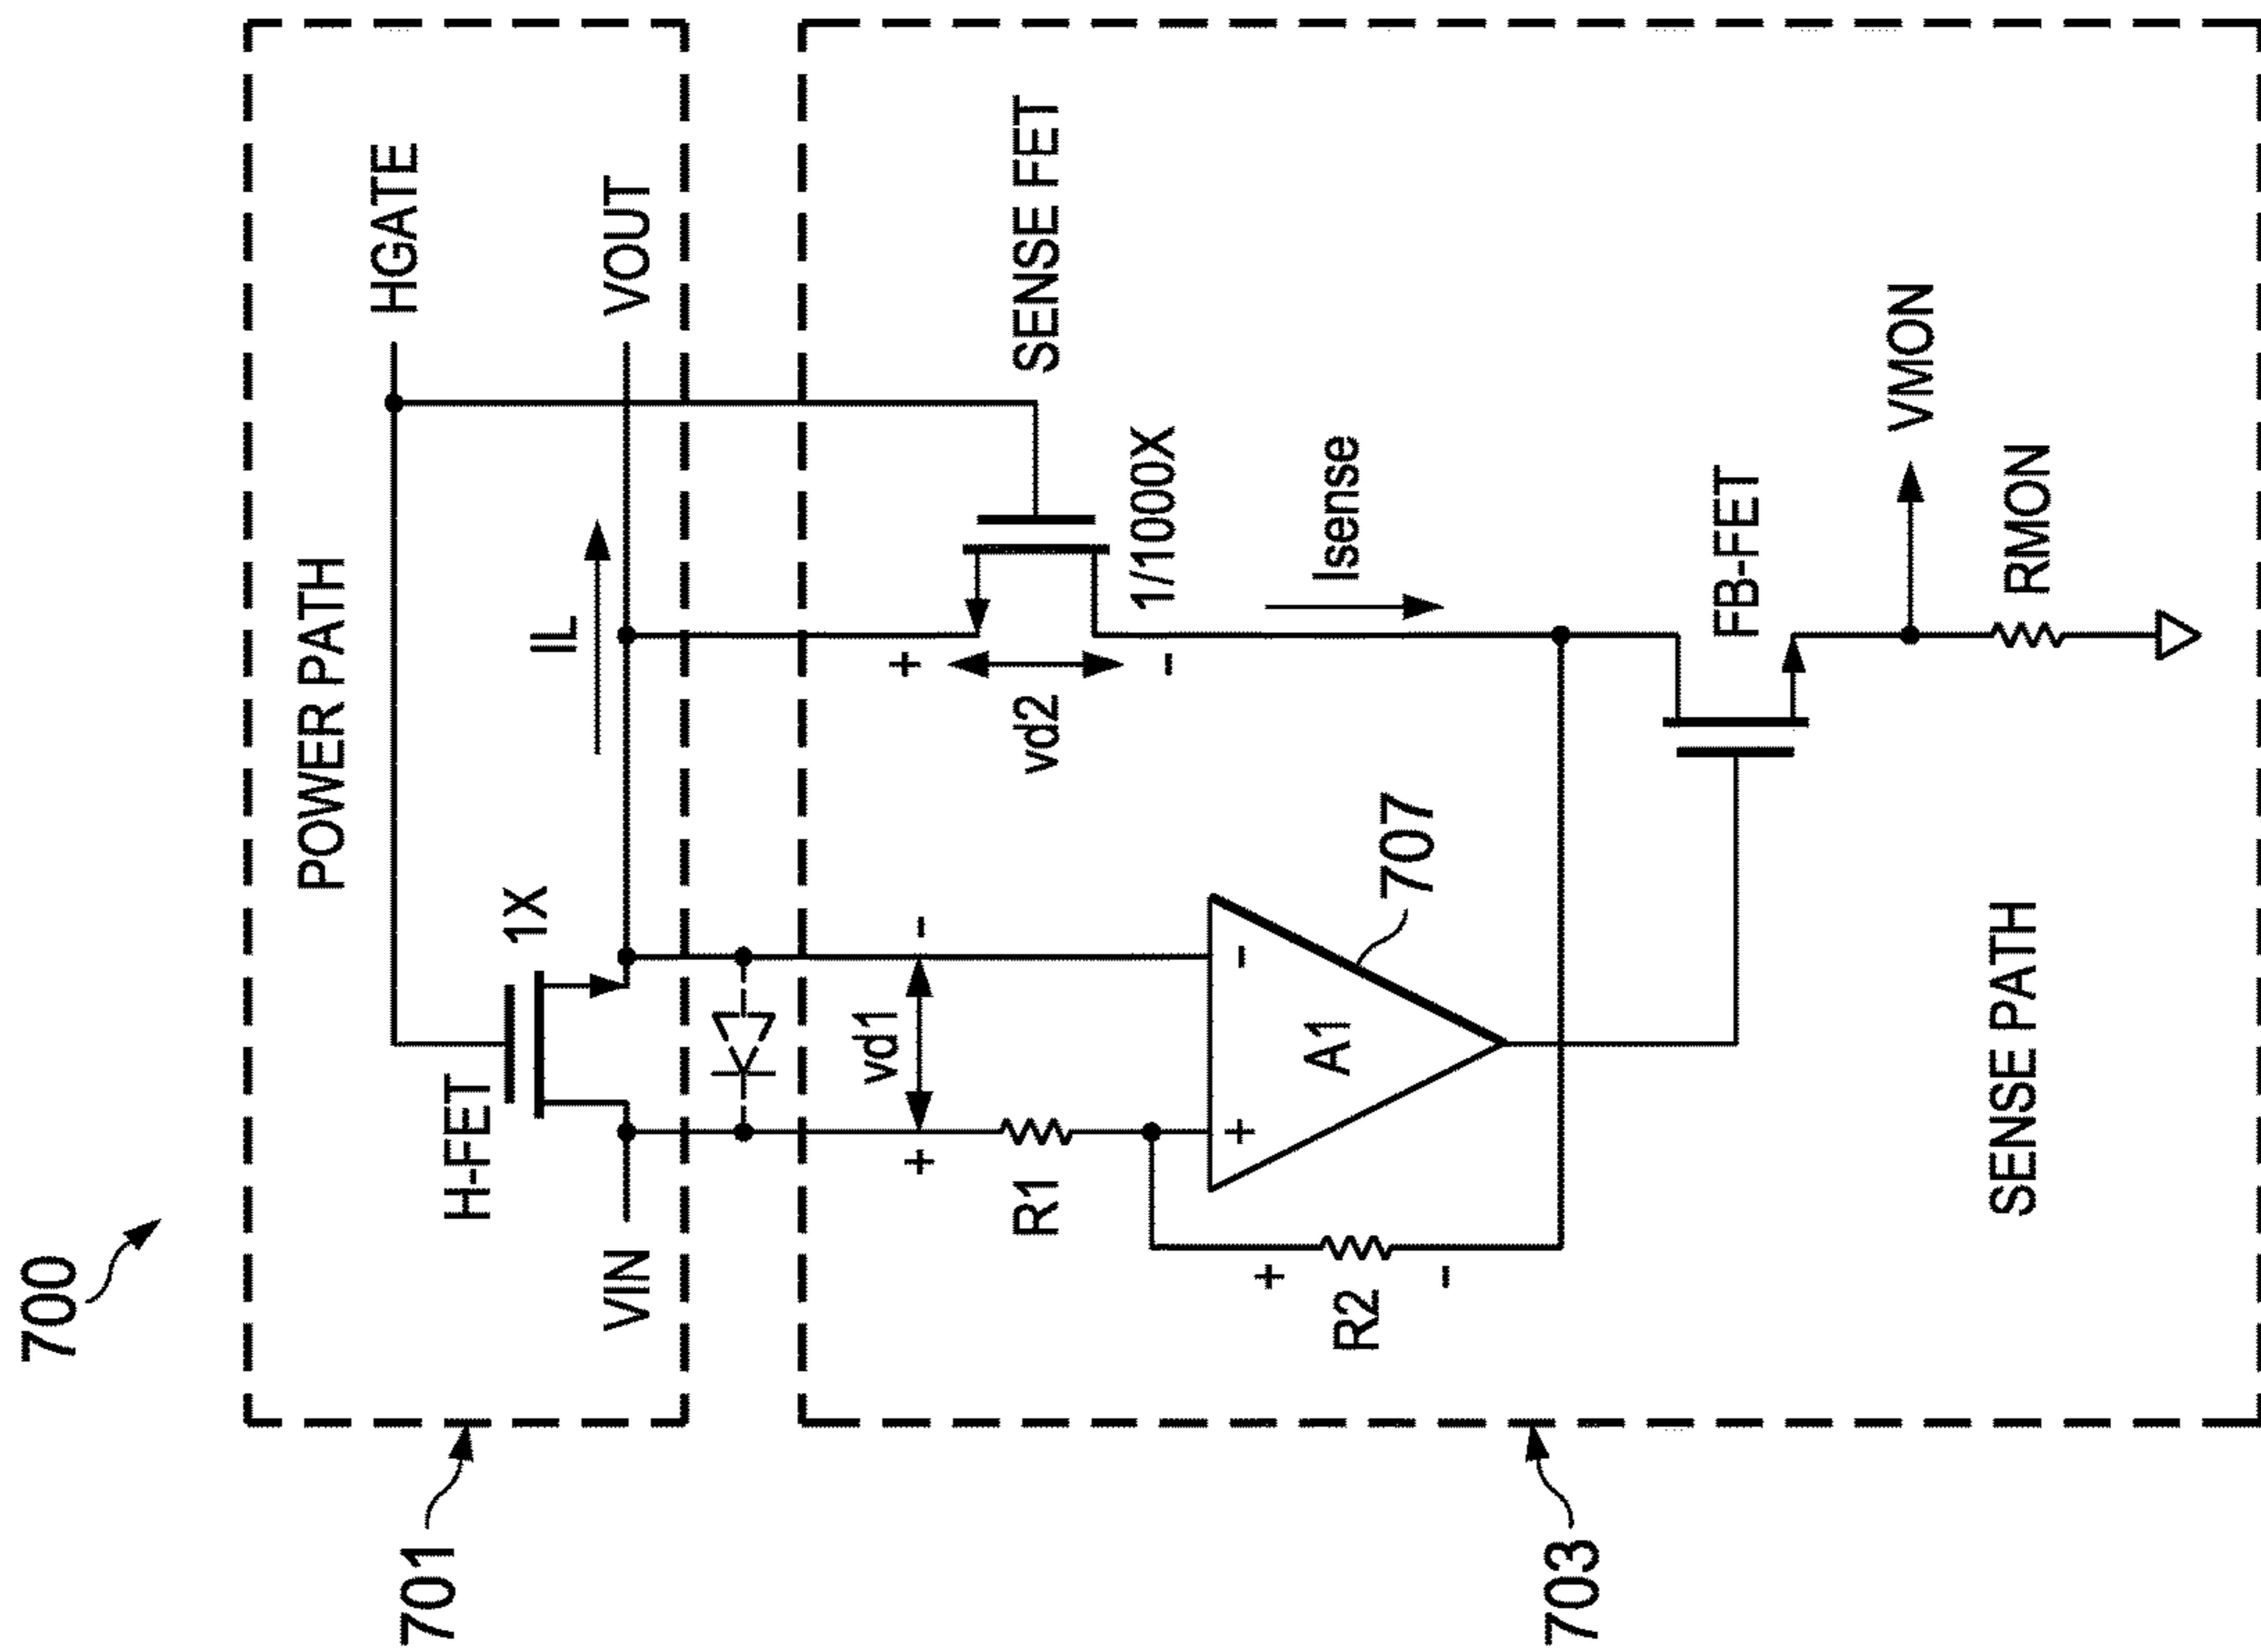 700
701
POWER PATH
HGATE
H-FET
1X
IL
VIN
VOUT
vd1
+
-
SENSE FET
vd2
+
-
1/1000X
R1
+
-
A1
707
Isense
R2
+
-
703
FB-FET
VMON
RMON
SENSE PATH